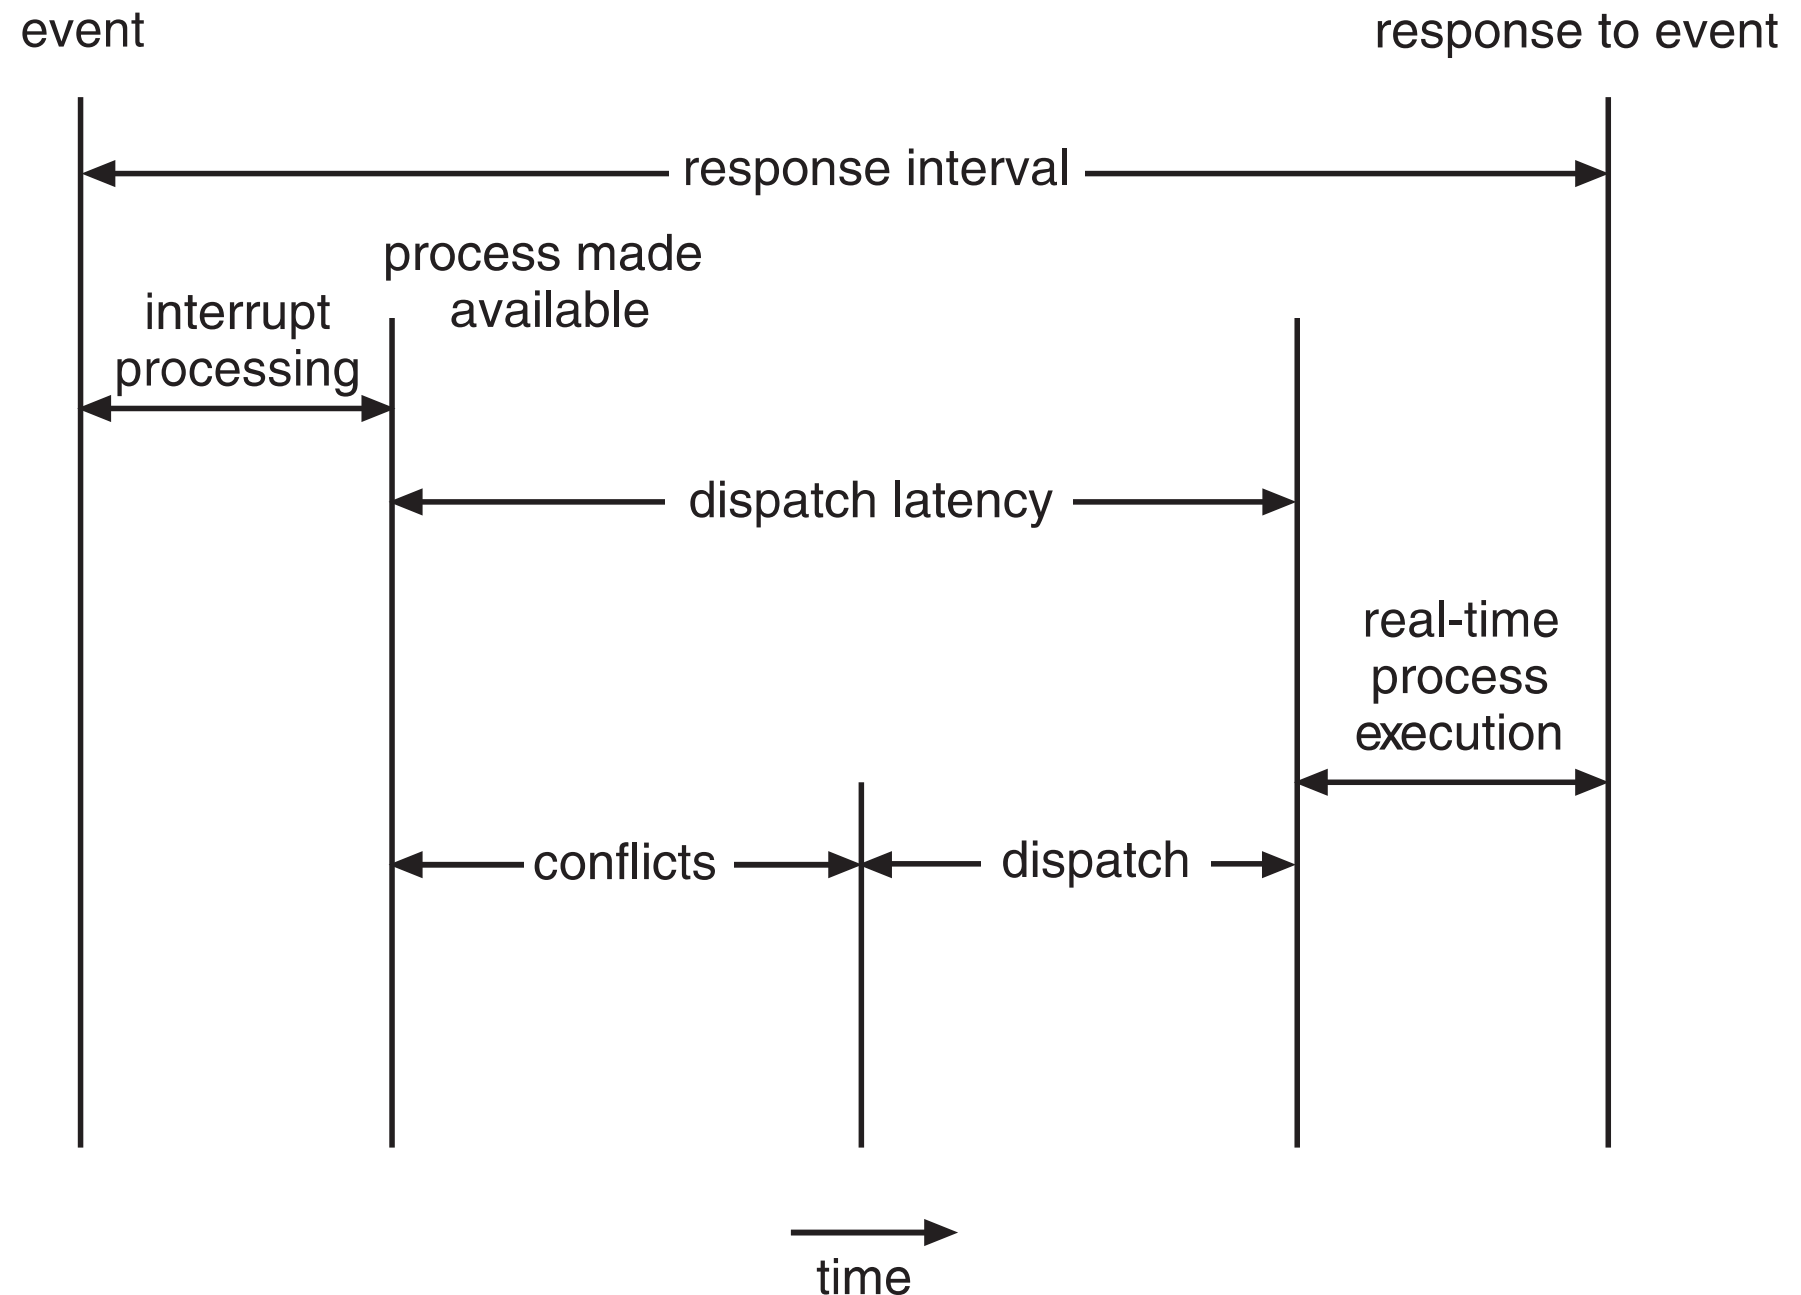 event
response to event
response interval
process made
available
interrupt
processing
dispatch latency
real-time
process
execution
conflicts
dispatch
time